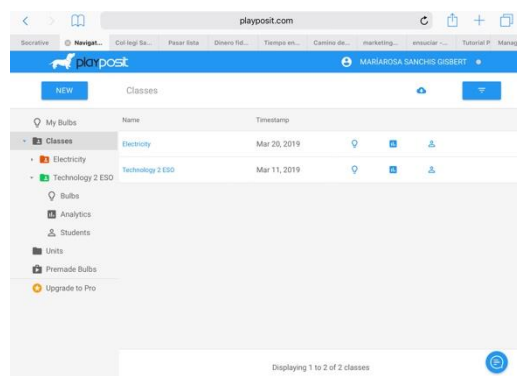 playposit.com
Socrative Navigat... Col·legi Sa... Pasar lista Dinero fid... Tiempo en... Camino de... marketing... ensuciar -... Tutorial P Manag
playposit MARÍAROSA SANCHIS GISBERT
NEW Classes
My Bulbs Name Timestamp
Classes Electricity Mar 20, 2019
Electricity Technology 2 ESO Mar 11, 2019
Technology 2 ESO
Bulbs
Analytics
Students
Units
Premade Bulbs
Upgrade to Pro
Displaying 1 to 2 of 2 classes